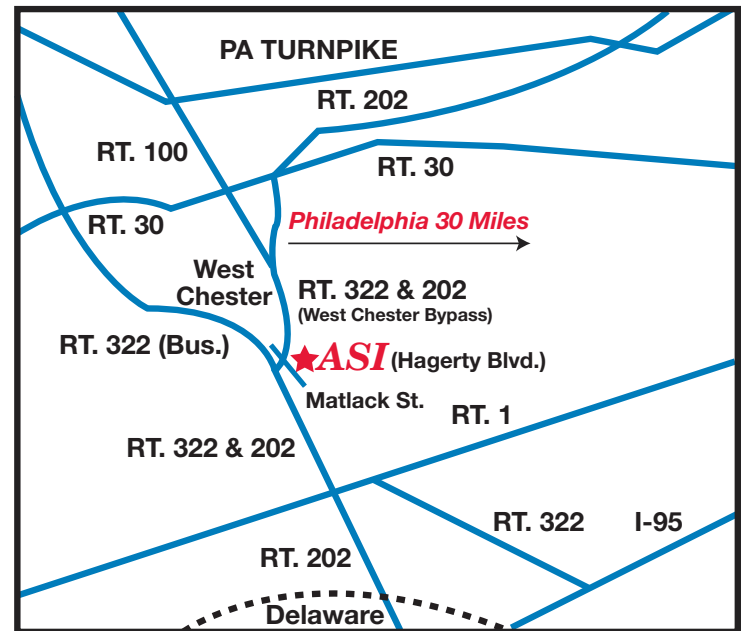 PA TURNPIKE
RT. 202
RT. 100
RT. 30
RT. 30
Philadelphia 30 Miles
West
Chester
RT. 322 & 202
(West Chester Bypass)
RT. 322 (Bus.)
ASI (Hagerty Blvd.)
Matlack St.
RT. 1
RT. 322 & 202
RT. 322
I-95
RT. 202
Delaware